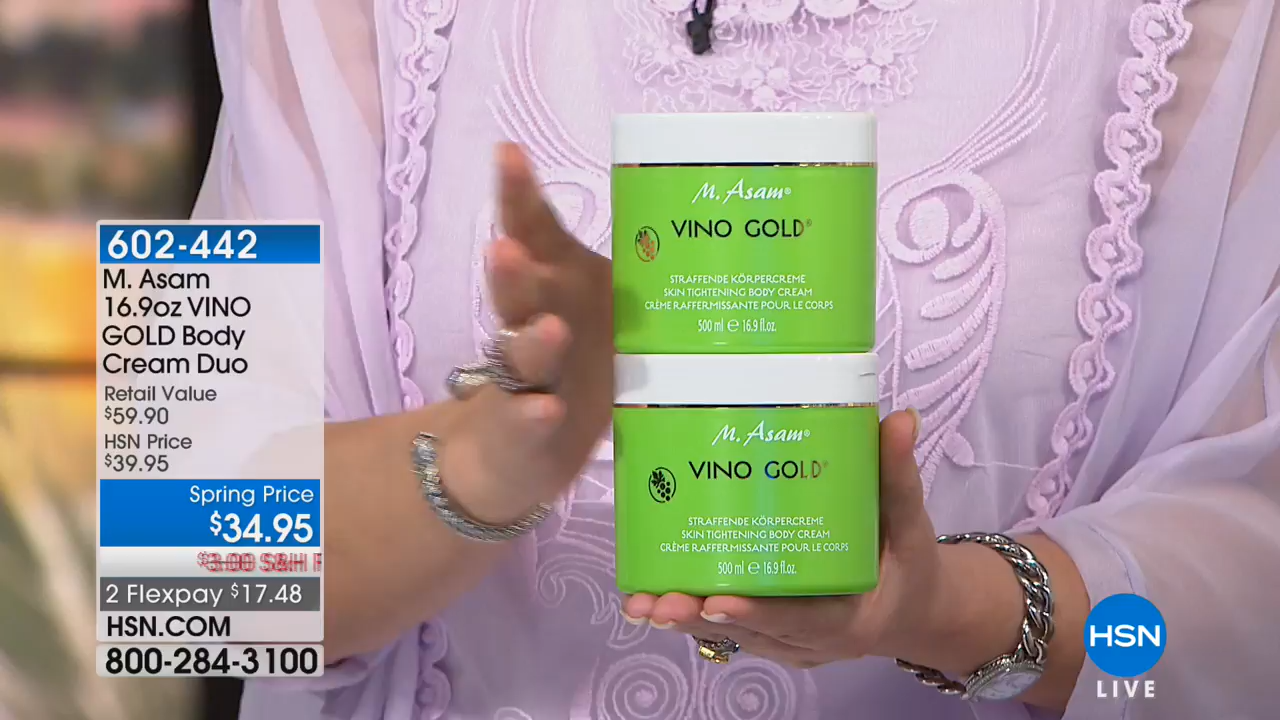 602-442
M. Asam
16.9oz VINO
GOLD Body
Cream Duo
Retail Value
$59.90
HSN Price
$39.95
Spring Price
$34.95
$3.00 S&H
2 Flexpay $17.48
HSN.COM
800-284-3100
M. Asam®
VINO GOLD®
STRAFFENDE KÖRPERCREME
SKIN TIGHTENING BODY CREAM
CRÈME RAFFERMISSANTE POUR LE CORPS
500 ml ℮ 16.9 fl.oz.
M. Asam®
VINO GOLD®
STRAFFENDE KÖRPERCREME
SKIN TIGHTENING BODY CREAM
CRÈME RAFFERMISSANTE POUR LE CORPS
500 ml ℮ 16.9 fl.oz.
HSN
LIVE